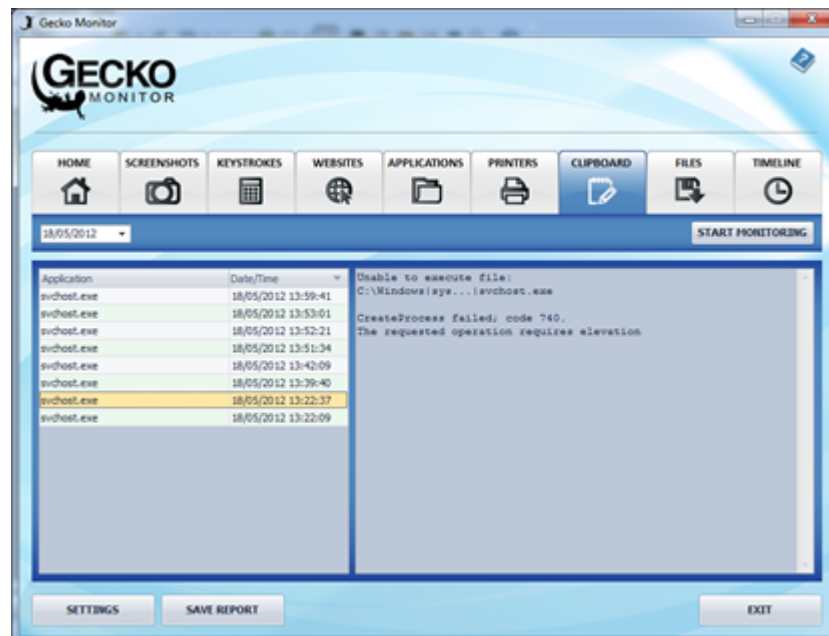 Gecko Monitor
GECKO
MONITOR
HOME SCREENSHOTS KEYSTROKES WEBSITES APPLICATIONS PRINTERS CLIPBOARD FILES TIMELINE
18/05/2012 START MONITORING
Application Date/Time
svchost.exe 18/05/2012 13:59:41
svchost.exe 18/05/2012 13:53:01
svchost.exe 18/05/2012 13:52:21
svchost.exe 18/05/2012 13:51:34
svchost.exe 18/05/2012 13:42:09
svchost.exe 18/05/2012 13:39:40
svchost.exe 18/05/2012 13:22:37
svchost.exe 18/05/2012 13:22:09
Unable to execute file:
C:\Windows|sys...|svchost.exe
CreateProcess failed; code 740.
The requested operation requires elevation
SETTINGS SAVE REPORT EXIT